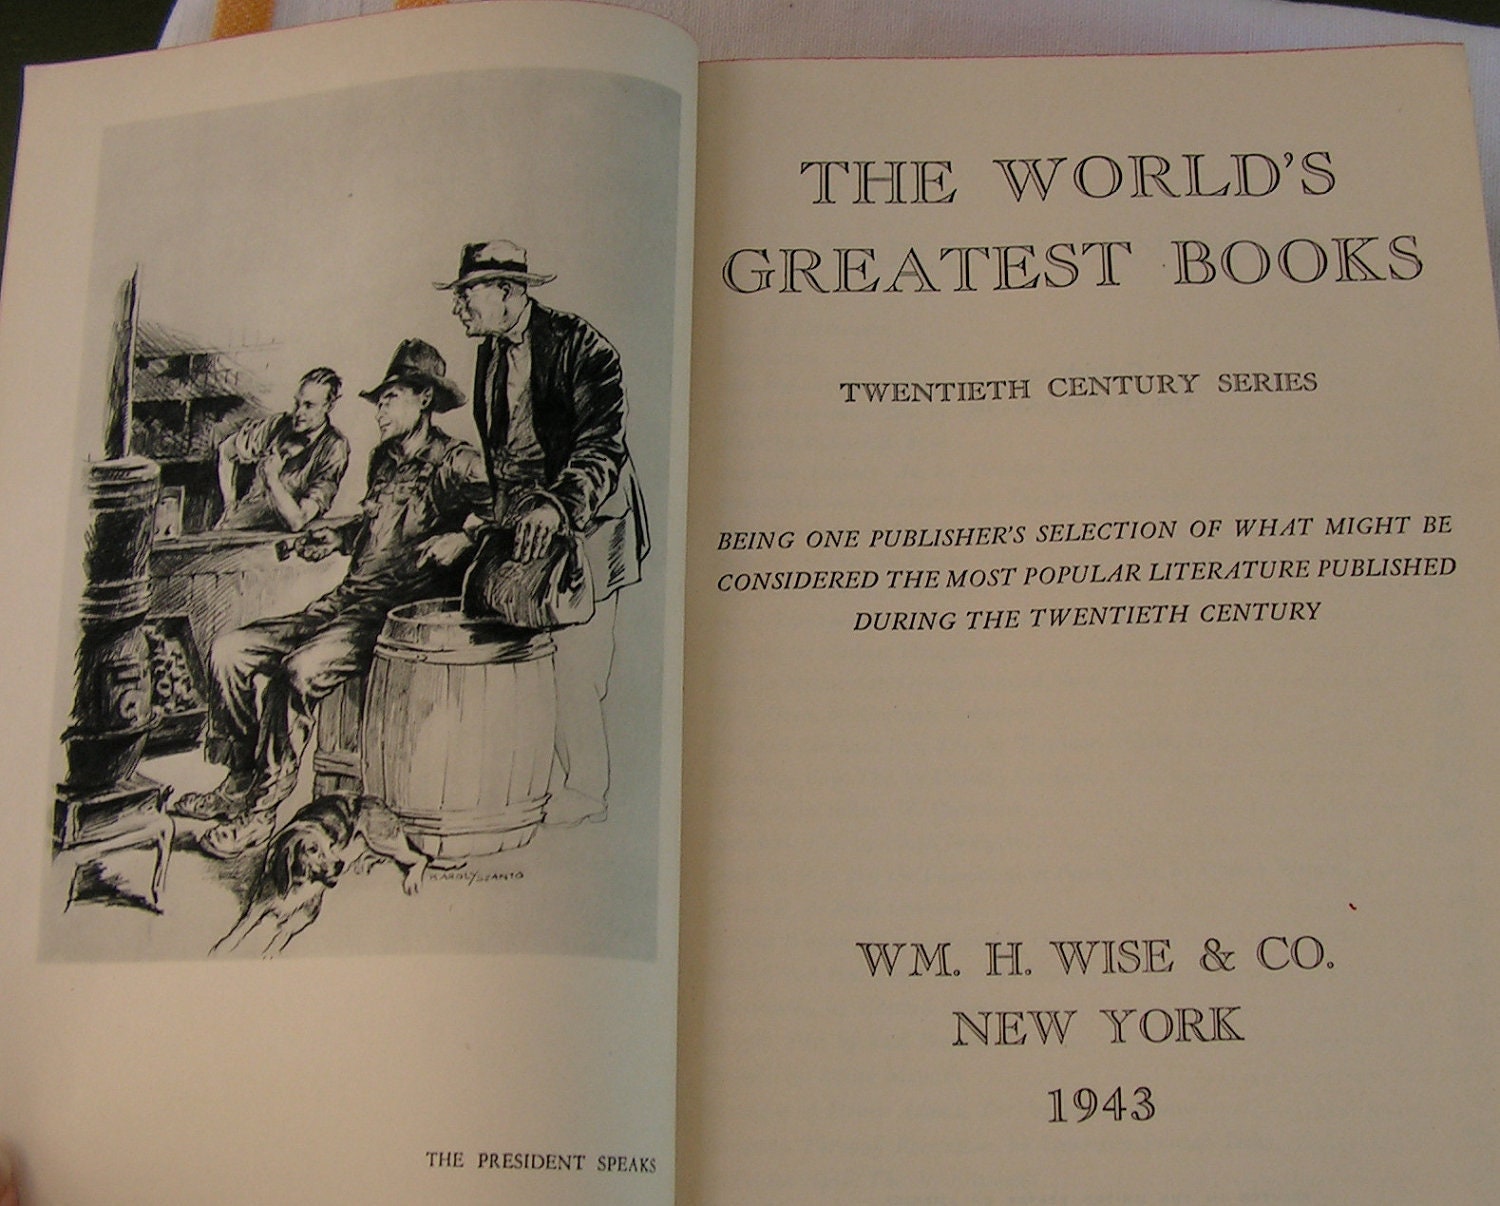 KAROLY SZANTO
THE PRESIDENT SPEAKS
THE WORLD'S
GREATEST BOOKS
TWENTIETH CENTURY SERIES
BEING ONE PUBLISHER'S SELECTION OF WHAT MIGHT BE
CONSIDERED THE MOST POPULAR LITERATURE PUBLISHED
DURING THE TWENTIETH CENTURY
WM. H. WISE & CO.
NEW YORK
1943